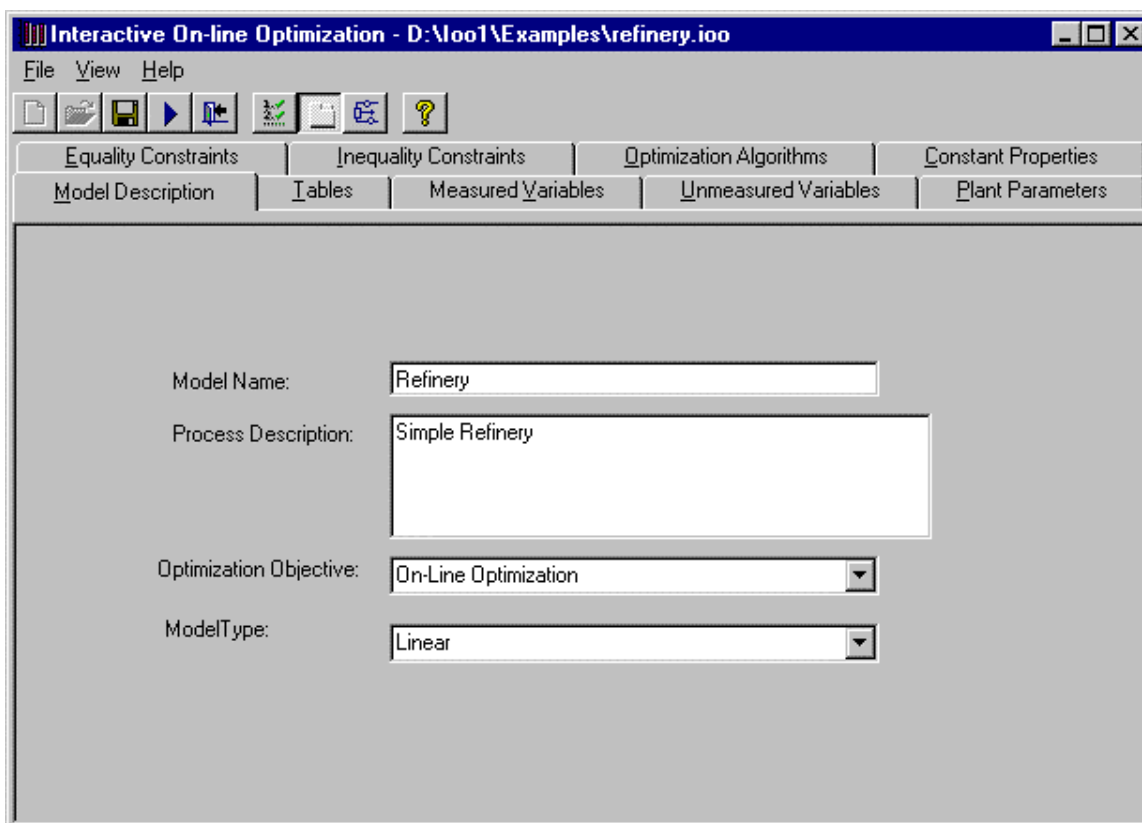 Interactive On-line Optimization - D:\Ioo1\Examples\refinery.ioo
File View Help
Equality Constraints Inequality Constraints Optimization Algorithms Constant Properties
Model Description Tables Measured Variables Unmeasured Variables Plant Parameters
Model Name: Refinery
Process Description: Simple Refinery
Optimization Objective: On-Line Optimization
ModelType: Linear